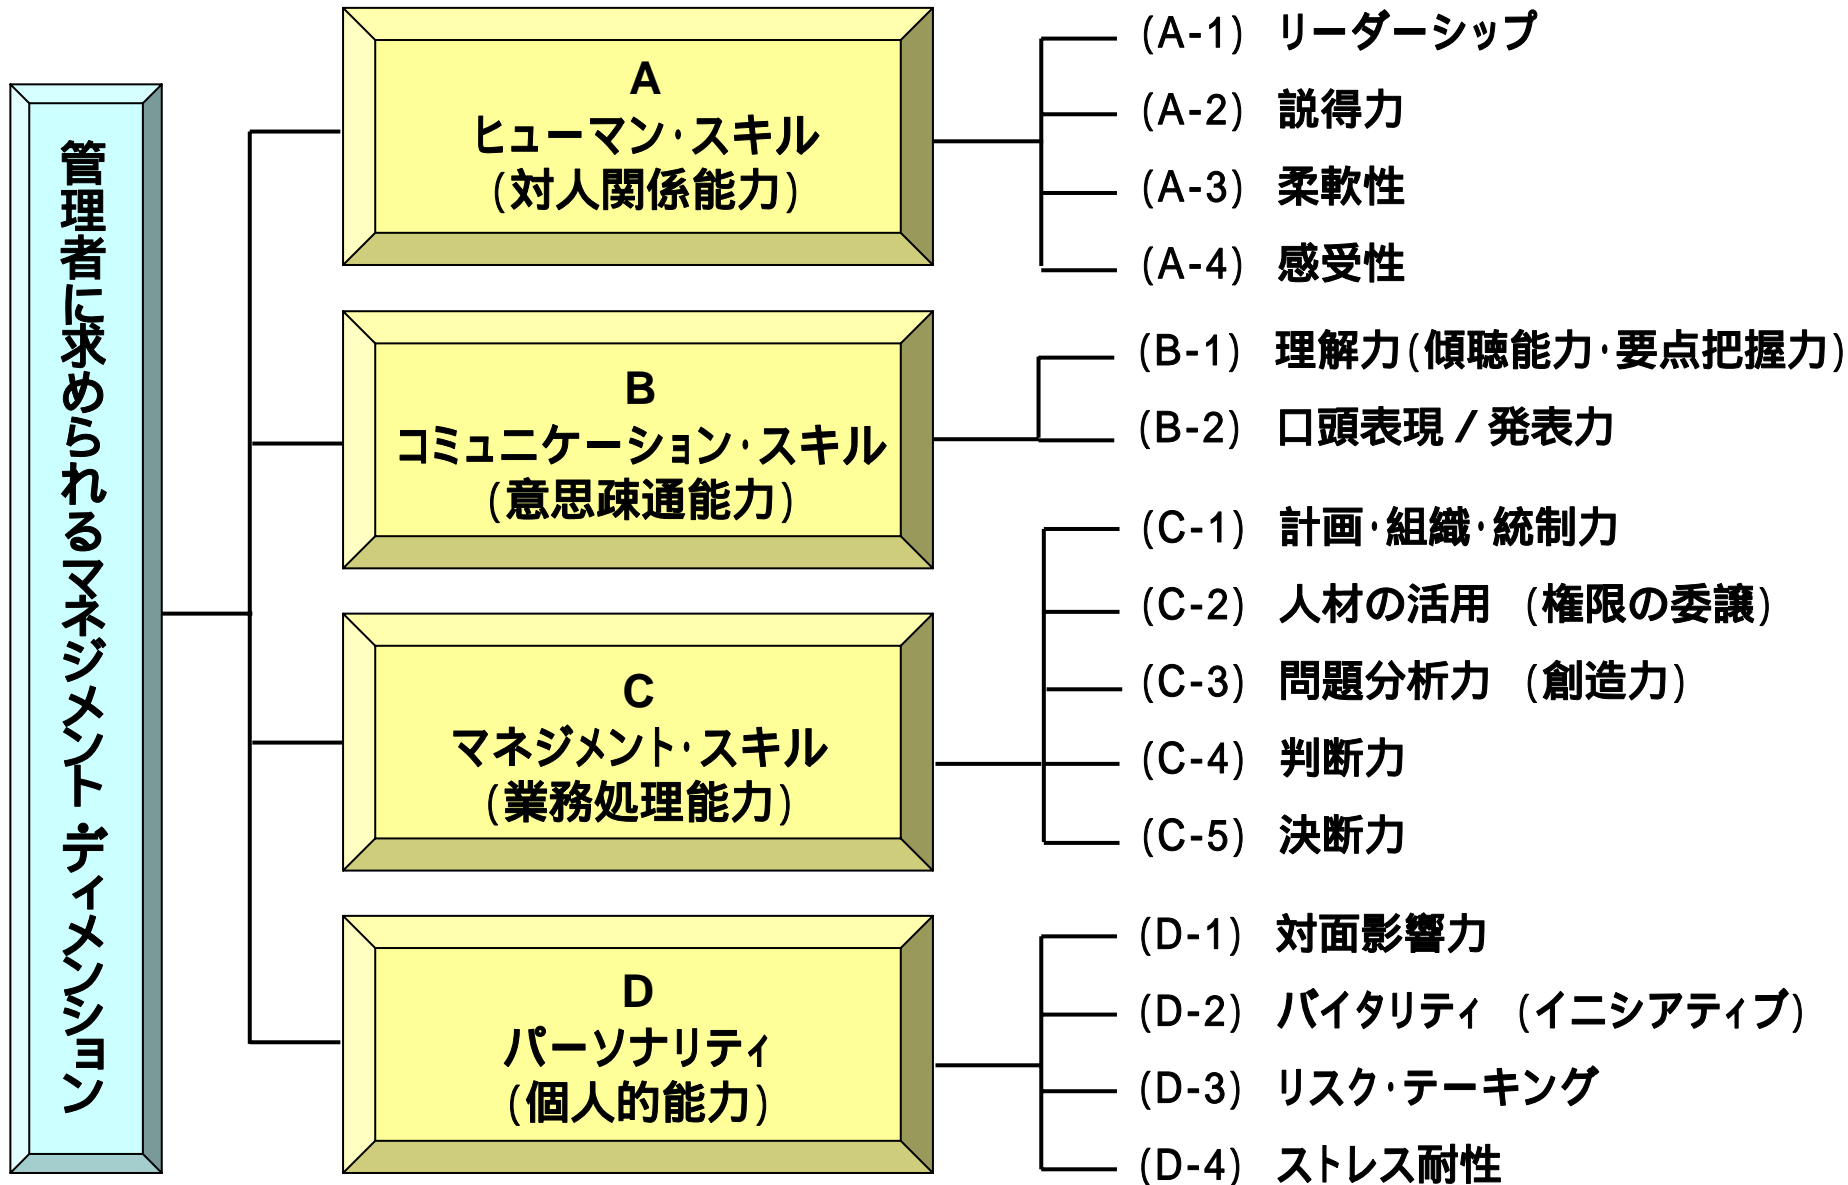 管理者に求められるマネジメント・ディメンション
A
ヒューマン・スキル
(対人関係能力)
(A-1) リーダーシップ
(A-2) 説得力
(A-3) 柔軟性
(A-4) 感受性
B
コミュニケーション・スキル
(意思疎通能力)
(B-1) 理解力(傾聴能力・要点把握力)
(B-2) 口頭表現/発表力
C
マネジメント・スキル
(業務処理能力)
(C-1) 計画・組織・統制力
(C-2) 人材の活用 (権限の委譲)
(C-3) 問題分析力 (創造力)
(C-4) 判断力
(C-5) 決断力
D
パーソナリティ
(個人的能力)
(D-1) 対面影響力
(D-2) バイタリティ (イニシアティブ)
(D-3) リスク・テーキング
(D-4) ストレス耐性